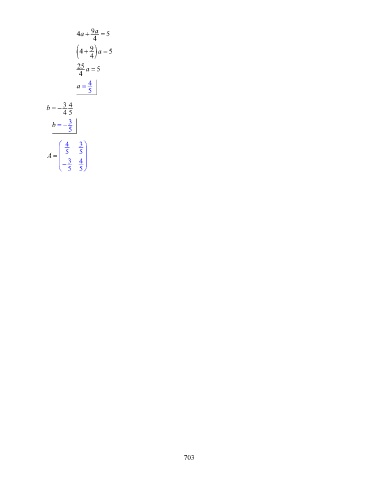 4a + 9a/4 = 5
(4 + 9/4)a = 5
25/4 a = 5
a = 4/5
b = − 3/4 4/5
b = − 3/5
A = ( 4/5 3/5
− 3/5 4/5 )
703